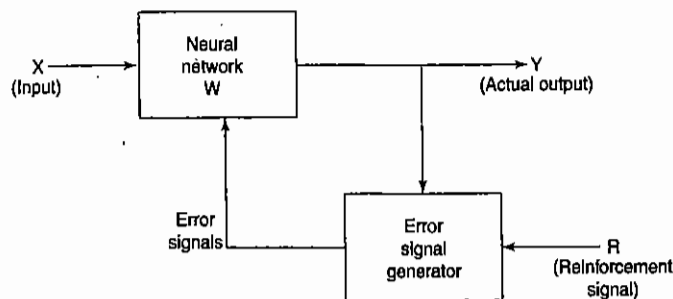 X
(Input)
Neural
network
W
Y
(Actual output)
Error
signals
Error
signal
generator
R
(Reinforcement
signal)